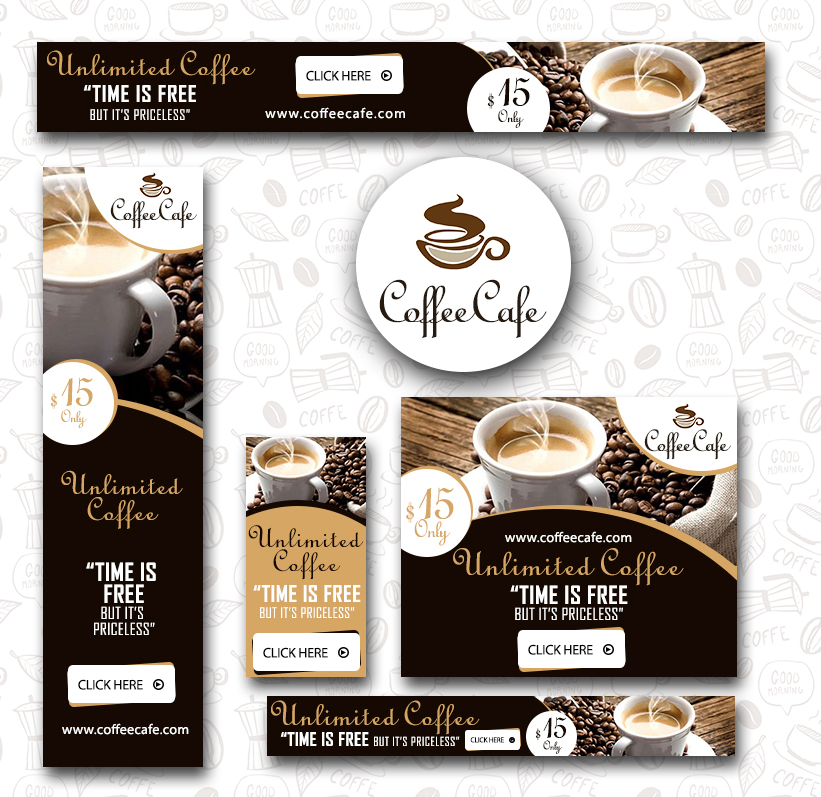 Unlimited Coffee
“TIME IS FREE
BUT IT'S PRICELESS”
CLICK HERE
www.coffeecafe.com
$15
Only
CoffeeCafe
$15
Only
Unlimited
Coffee
“TIME IS
FREE
BUT IT'S
PRICELESS”
CLICK HERE
www.coffeecafe.com
CoffeeCafe
Unlimited
Coffee
“TIME IS FREE
BUT IT'S PRICELESS”
CLICK HERE
CoffeeCafe
$15
Only
www.coffeecafe.com
Unlimited Coffee
“TIME IS FREE
BUT IT'S PRICELESS”
CLICK HERE
Unlimited Coffee
“TIME IS FREE BUT IT'S PRICELESS”
CLICK HERE
$15
Only
GOOD
MORNING
COFFE